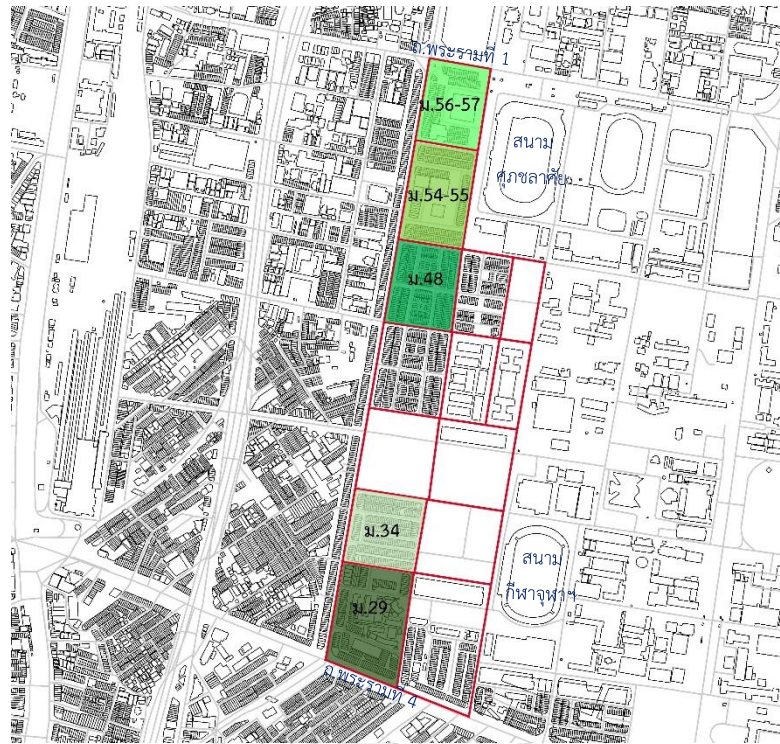 ถ.พระรามที่ 1
ม.56-57
สนาม
ศุภชลาศัย
ม.54-55
ม.48
ม.34
สนาม
กีฬาจุฬาฯ
ม.29
ถ.พระรามที่ 4